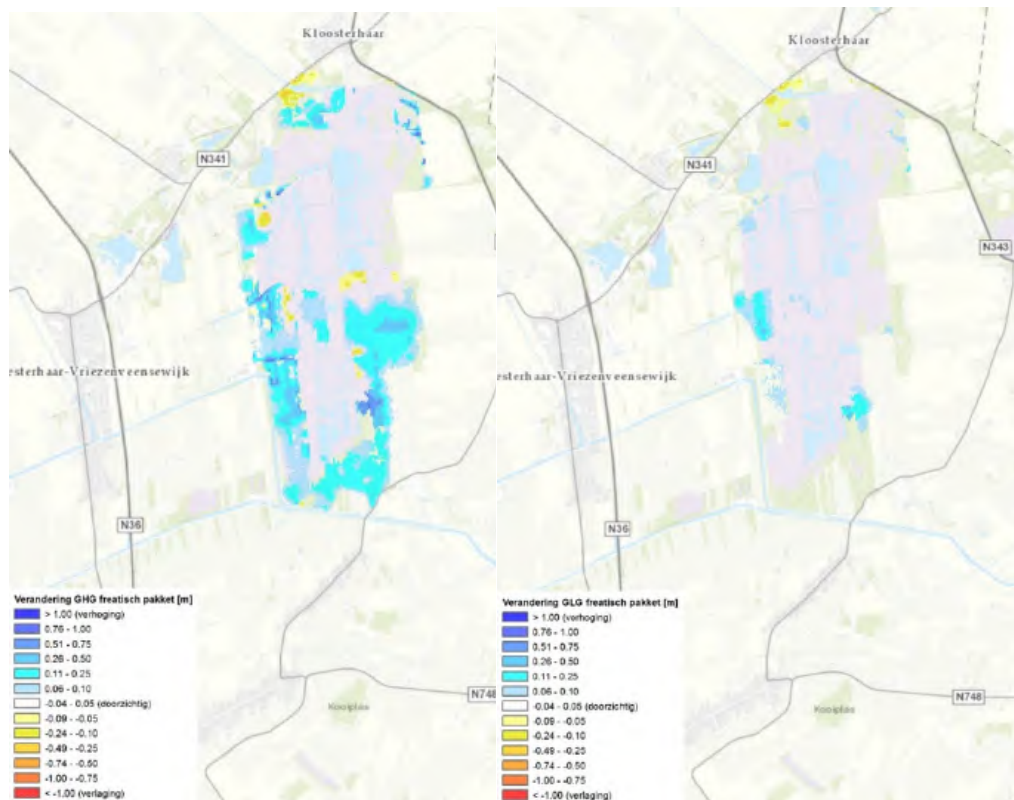 Kloosterhaar
N341
esterhaar-Vriezenveensewijk
N36
Verandering GHG freatisch pakket [m]
> 1.00 (verhoging)
0.76 - 1.00
0.51 - 0.75
0.26 - 0.50
0.11 - 0.25
0.06 - 0.10
-0.04 - 0.05 (doorzichtig)
-0.09 - -0.05
-0.24 - -0.10
-0.49 - -0.25
-0.74 - -0.50
-1.00 - -0.75
< -1.00 (verlaging)
N748
Kooiplas
Kloosterhaar
N341
N343
esterhaar-Vriezenveensewijk
N36
Verandering GLG freatisch pakket [m]
> 1.00 (verhoging)
0.76 - 1.00
0.51 - 0.75
0.26 - 0.50
0.11 - 0.25
0.06 - 0.10
-0.04 - 0.05 (doorzichtig)
-0.09 - -0.05
-0.24 - -0.10
-0.49 - -0.25
-0.74 - -0.50
-1.00 - -0.75
< -1.00 (verlaging)
N748
Kooiplas